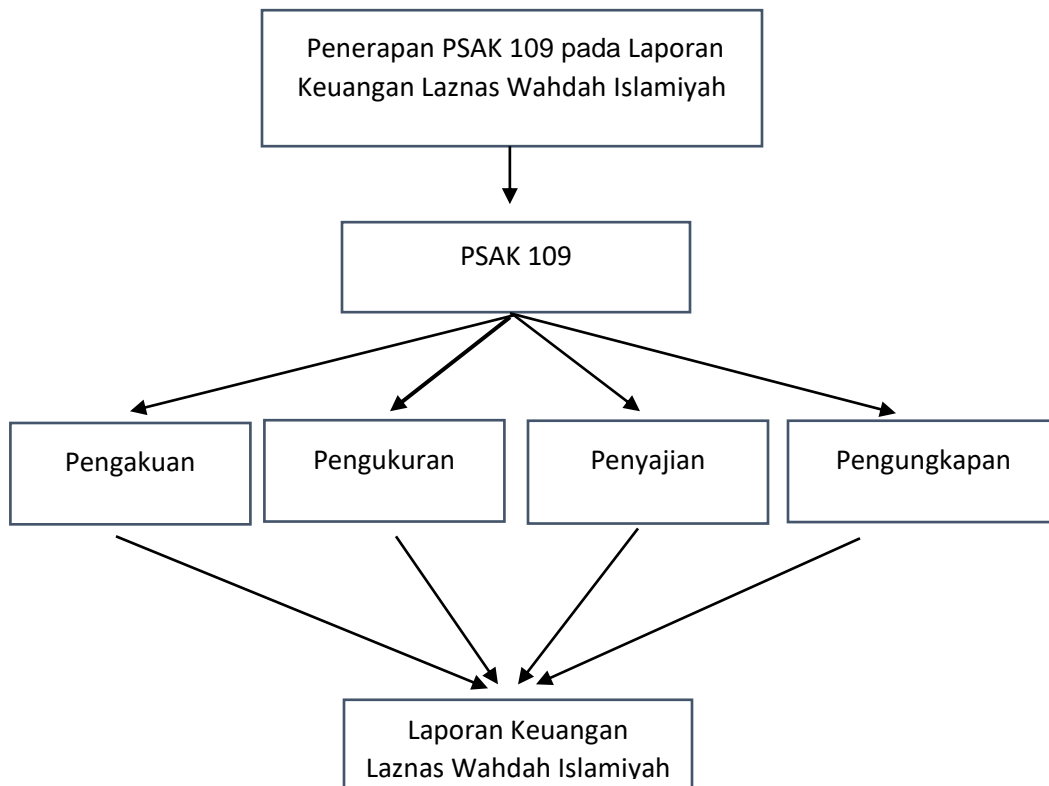 Penerapan PSAK 109 pada Laporan
Keuangan Laznas Wahdah Islamiyah
PSAK 109
Pengakuan
Pengukuran
Penyajian
Pengungkapan
Laporan Keuangan
Laznas Wahdah Islamiyah